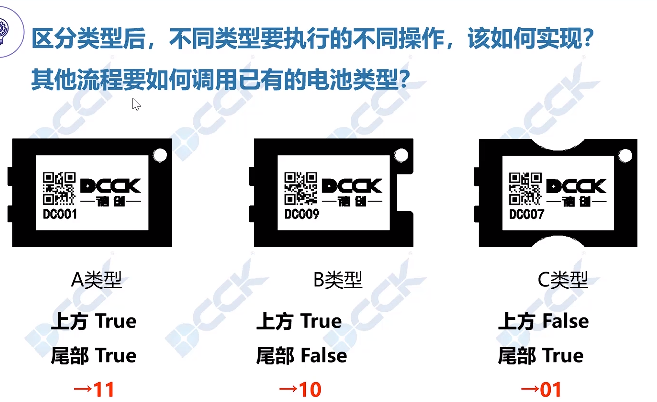 区分类型后，不同类型要执行的不同操作，该如何实现？
其他流程要如何调用已有的电池类型？
DCCK
德创
DC001
DCCK
德创
DC009
DCCK
德创
DC007
A类型
B类型
C类型
上方 True
上方 True
上方 False
尾部 True
尾部 False
尾部 True
→11
→10
→01